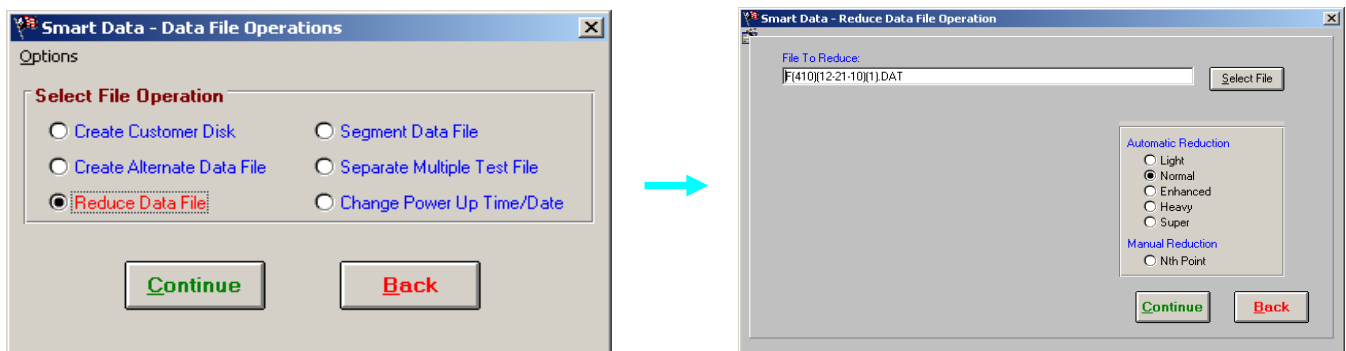 Smart Data - Data File Operations
Options
Select File Operation
Create Customer Disk
Segment Data File
Create Alternate Data File
Separate Multiple Test File
Reduce Data File
Change Power Up Time/Date
Continue
Back
Smart Data - Reduce Data File Operation
File To Reduce:
F(410)(12-21-10)(1).DAT
Select File
Automatic Reduction
Light
Normal
Enhanced
Heavy
Super
Manual Reduction
Nth Point
Continue
Back